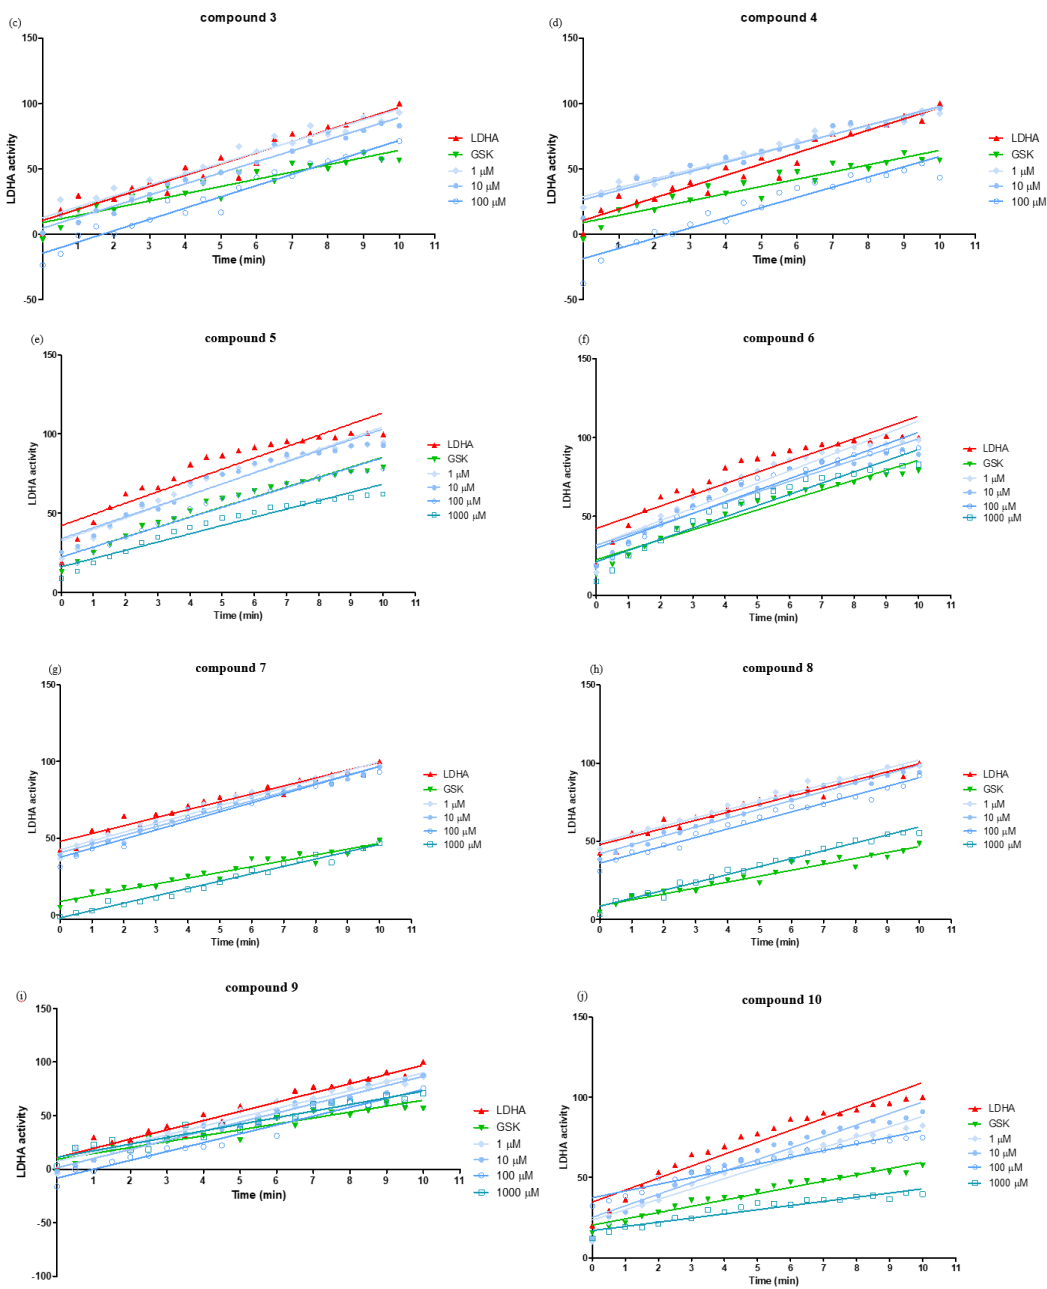 (c)
compound 3
150
100
50
0
-50
LDHA activity
1 2 3 4 5 6 7 8 9 10 11
Time (min)
LDHA
GSK
1 µM
10 µM
100 µM
(d)
compound 4
150
100
50
0
-50
LDHA activity
1 2 3 4 5 6 7 8 9 10 11
Time (min)
LDHA
GSK
1 µM
10 µM
100 µM
(e)
compound 5
150
100
50
0
LDHA activity
0 1 2 3 4 5 6 7 8 9 10 11
Time (min)
LDHA
GSK
1 µM
10 µM
100 µM
1000 µM
(f)
compound 6
150
100
50
0
LDHA activity
0 1 2 3 4 5 6 7 8 9 10 11
Time (min)
LDHA
GSK
1 µM
10 µM
100 µM
1000 µM
(g)
compound 7
150
100
50
0
LDHA activity
0 1 2 3 4 5 6 7 8 9 10 11
Time (min)
LDHA
GSK
1 µM
10 µM
100 µM
1000 µM
(h)
compound 8
150
100
50
0
LDHA activity
0 1 2 3 4 5 6 7 8 9 10 11
Time (min)
LDHA
GSK
1 µM
10 µM
100 µM
1000 µM
(i)
compound 9
150
100
50
0
-50
-100
LDHA activity
1 2 3 4 5 6 7 8 9 10 11
Time (min)
LDHA
GSK
1 µM
10 µM
100 µM
1000 µM
(j)
compound 10
150
100
50
0
LDHA activity
0 1 2 3 4 5 6 7 8 9 10 11
Time (min)
LDHA
GSK
1 µM
10 µM
100 µM
1000 µM